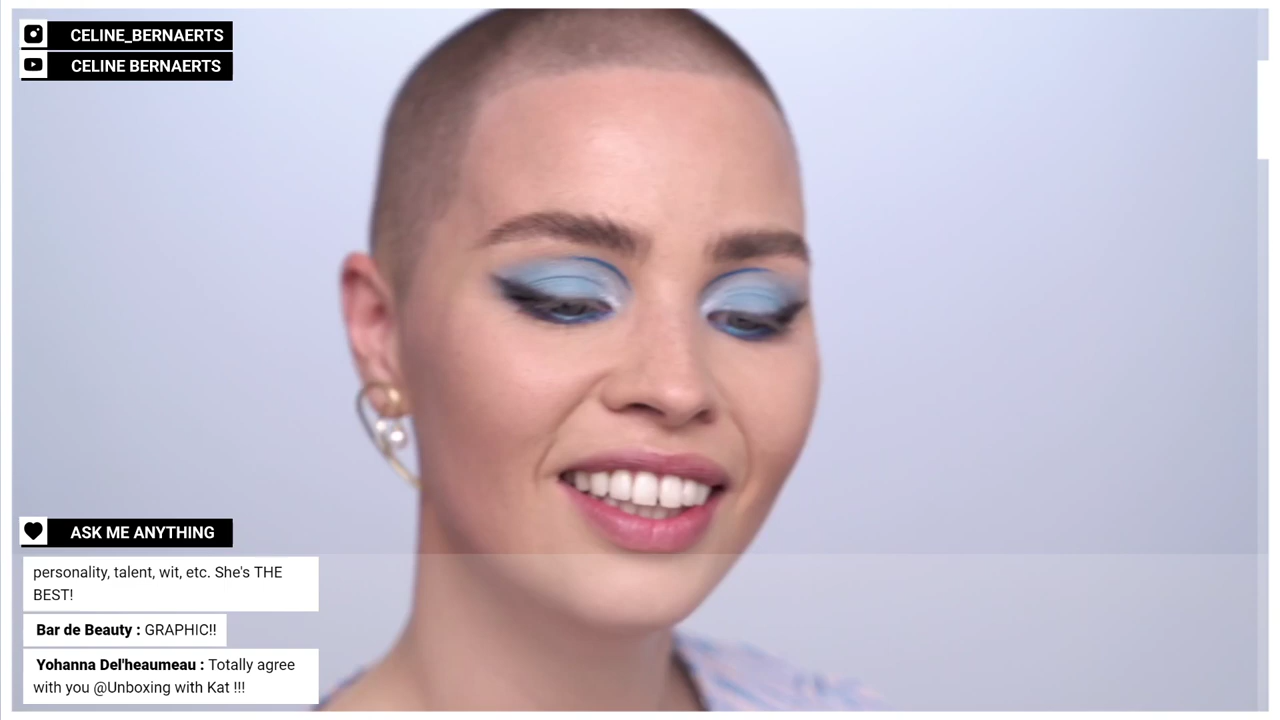 CELINE_BERNAERTS
CELINE BERNAERTS
ASK ME ANYTHING
personality, talent, wit, etc. She's THE
BEST!
Bar de Beauty : GRAPHIC!!
Yohanna Del'heaumeau : Totally agree
with you @Unboxing with Kat !!!